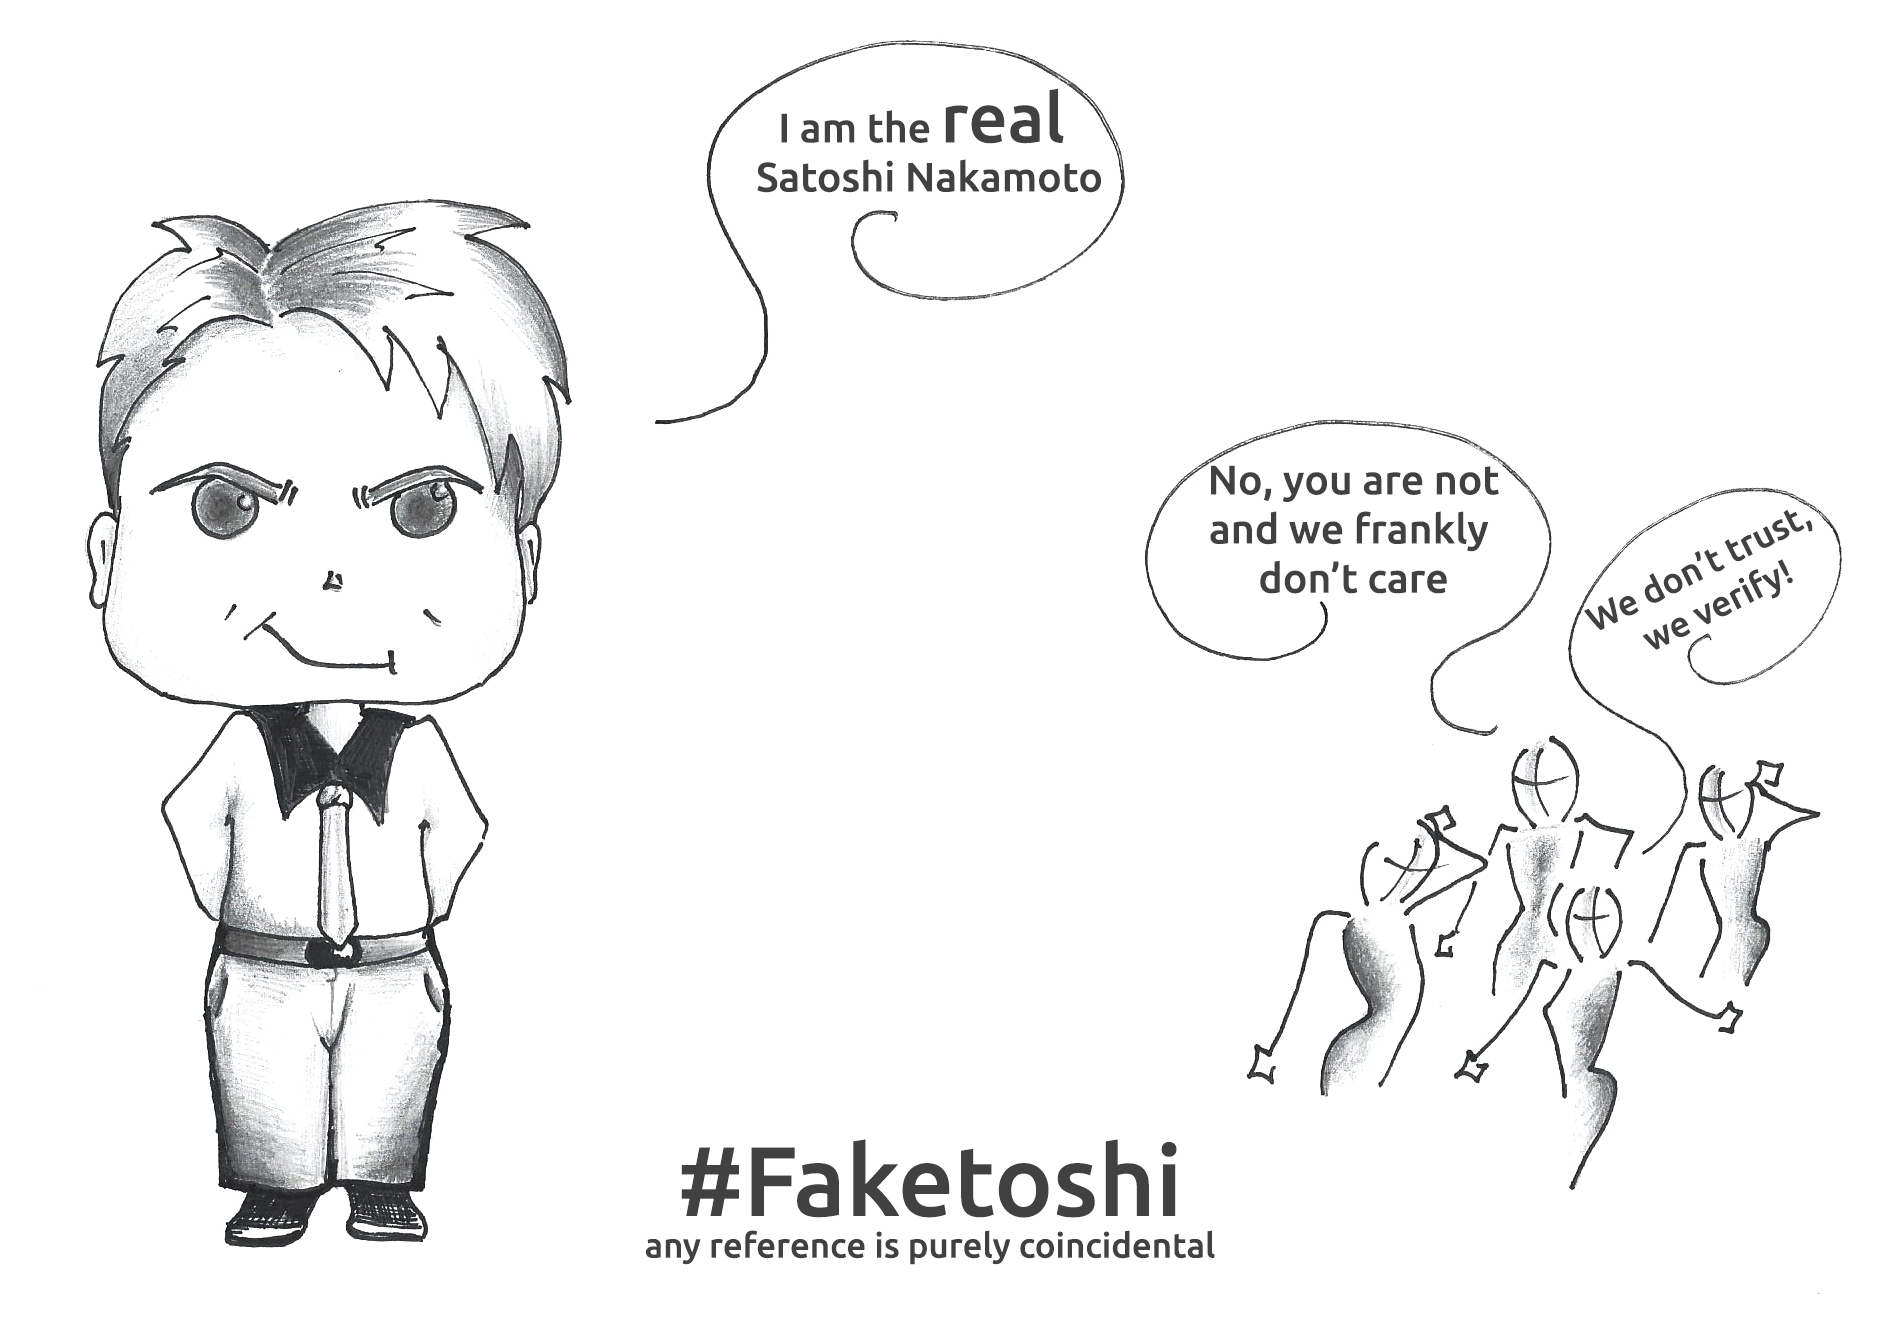 I am the real
Satoshi Nakamoto
No, you are not
and we frankly
don't care
We don't trust,
we verify!
#Faketoshi
any reference is purely coincidental